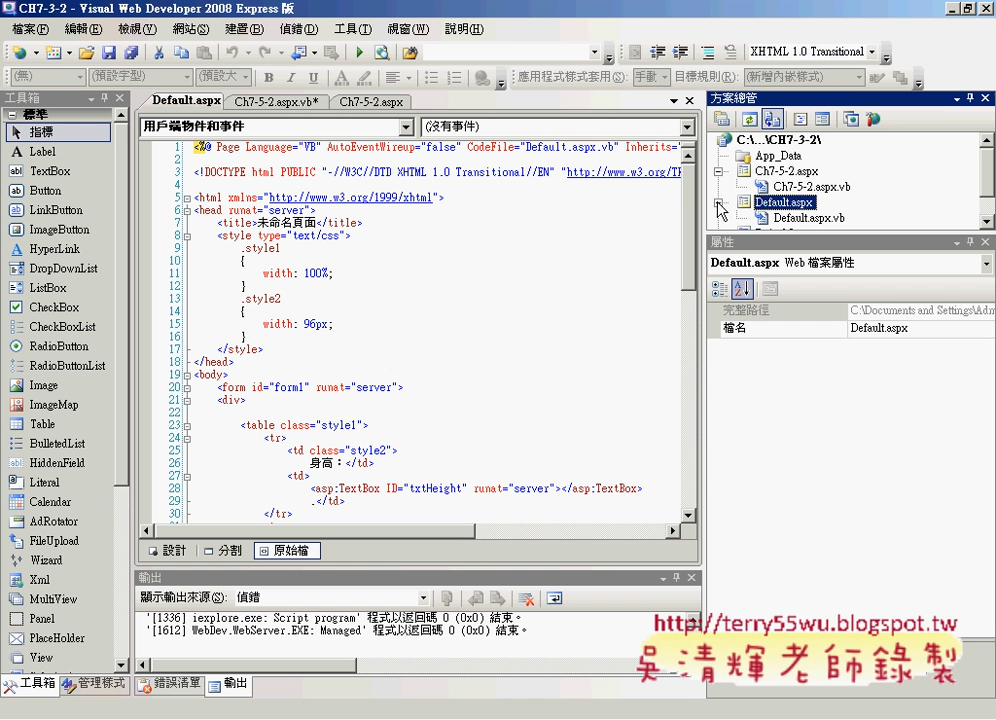 CH7-3-2 - Visual Web Developer 2008 Express 版
檔案(F) 編輯(E) 檢視(V) 網站(S) 建置(B) 偵錯(D) 工具(T) 視窗(W) 說明(H)
XHTML 1.0 Transitional
(無) (預設字型) (預設大 B I U A 應用程式樣式套用(S): 手動 目標規則(R): (新增內嵌樣式)
工具箱
標準
指標
Label
TextBox
Button
LinkButton
ImageButton
HyperLink
DropDownList
ListBox
CheckBox
CheckBoxList
RadioButton
RadioButtonList
Image
ImageMap
Table
BulletedList
HiddenField
Literal
Calendar
AdRotator
FileUpload
Wizard
Xml
MultiView
Panel
PlaceHolder
View
工具箱 管理樣式
Default.aspx CH7-5-2.aspx.vb* CH7-5-2.aspx
用戶端物件和事件 (沒有事件)
1 <%@ Page Language="VB" AutoEventWireup="false" CodeFile="Default.aspx.vb" Inherits=
2
3 <!DOCTYPE html PUBLIC "-//W3C//DTD XHTML 1.0 Transitional//EN" "http://www.w3.org/TR
4
5 <html xmlns="http://www.w3.org/1999/xhtml">
6 <head runat="server">
7 <title>未命名頁面</title>
8 <style type="text/css">
9 .style1
10 {
11 width: 100%;
12 }
13 .style2
14 {
15 width: 96px;
16 }
17 </style>
18 </head>
19 <body>
20 <form id="form1" runat="server">
21 <div>
22
23 <table class="style1">
24 <tr>
25 <td class="style2">
26 身高：</td>
27 <td>
28 <asp:TextBox ID="txtHeight" runat="server"></asp:TextBox>
29 .</td>
30 </tr>
設計 分割 原始檔
輸出
顯示輸出來源(S): 偵錯
'[1336] iexplore.exe: Script program' 程式以返回碼 0 (0x0) 結束。
'[1612] WebDev.WebServer.EXE: Managed' 程式以返回碼 0 (0x0) 結束。
錯誤清單 輸出
方案總管
C:\...\CH7-3-2\
App_Data
Ch7-5-2.aspx
Ch7-5-2.aspx.vb
Default.aspx
Default.aspx.vb
屬性
Default.aspx Web 檔案屬性
完整路徑 C:\Documents and Settings\Adm
檔名 Default.aspx
http://terry55wu.blogspot.tw
吳清輝老師錄製